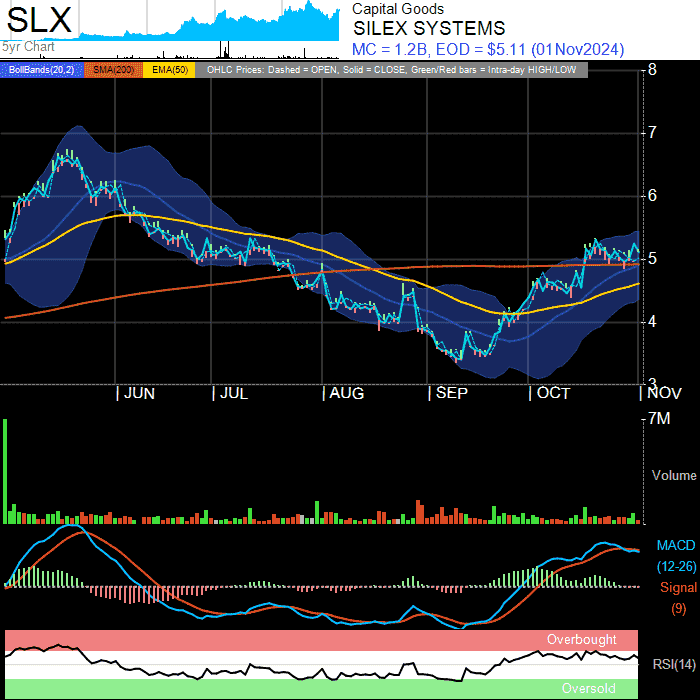 SLX
5yr Chart
Capital Goods
SILEX SYSTEMS
MC = 1.2B, EOD = $5.11 (01Nov2024)
BollBands(20,2) SMA(200) EMA(50) OHLC Prices: Dashed = OPEN, Solid = CLOSE, Green/Red bars = Intra-day HIGH/LOW
8
7
6
5
4
3
JUN JUL AUG SEP OCT NOV
7M
Volume
MACD
(12-26)
Signal
(9)
Overbought
RSI(14)
Oversold